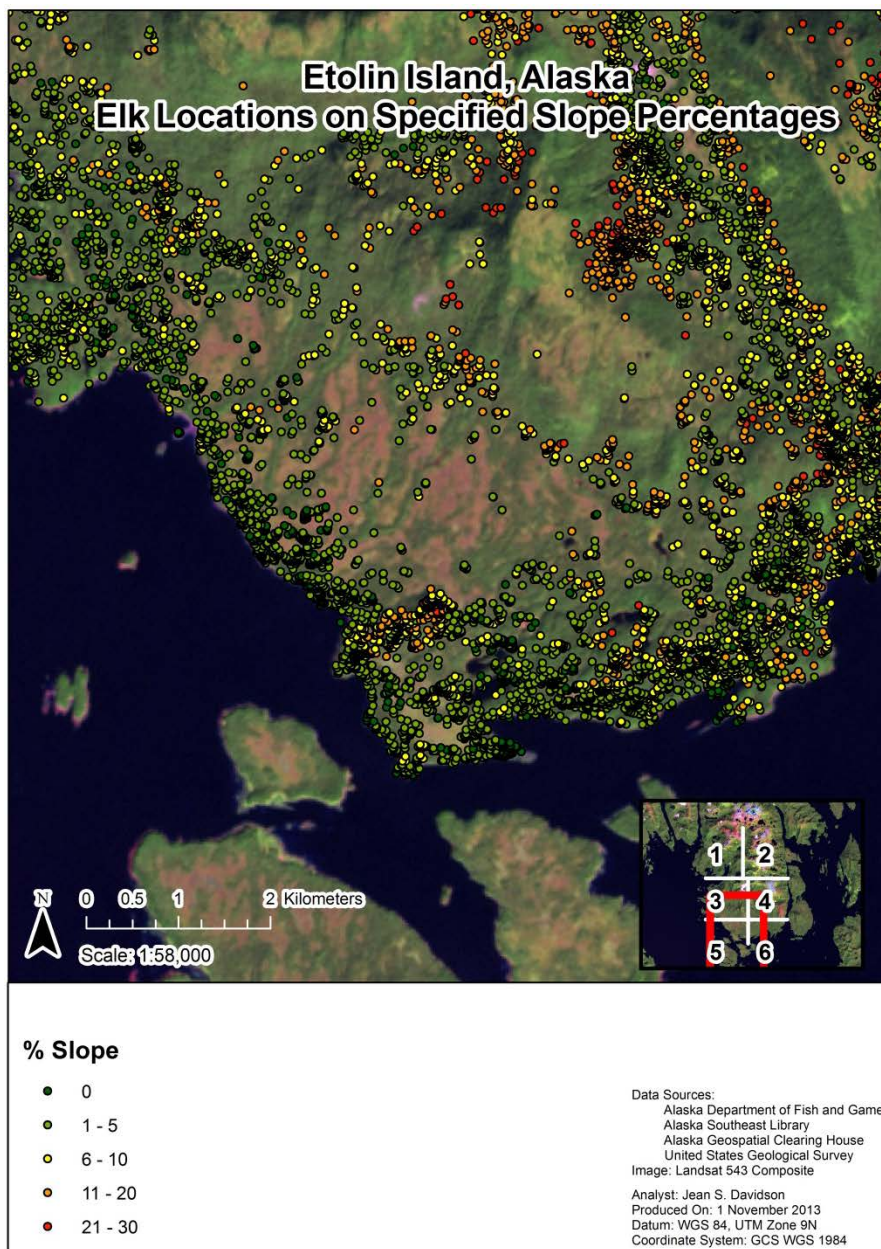 Etolin Island, Alaska
Elk Locations on Specified Slope Percentages
1 2
3 4
5 6
N 0 0.5 1 2 Kilometers
Scale: 1:58,000
% Slope
0
1 - 5
6 - 10
11 - 20
21 - 30
Data Sources:
Alaska Department of Fish and Game
Alaska Southeast Library
Alaska Geospatial Clearing House
United States Geological Survey
Image: Landsat 543 Composite
Analyst: Jean S. Davidson
Produced On: 1 November 2013
Datum: WGS 84, UTM Zone 9N
Coordinate System: GCS WGS 1984